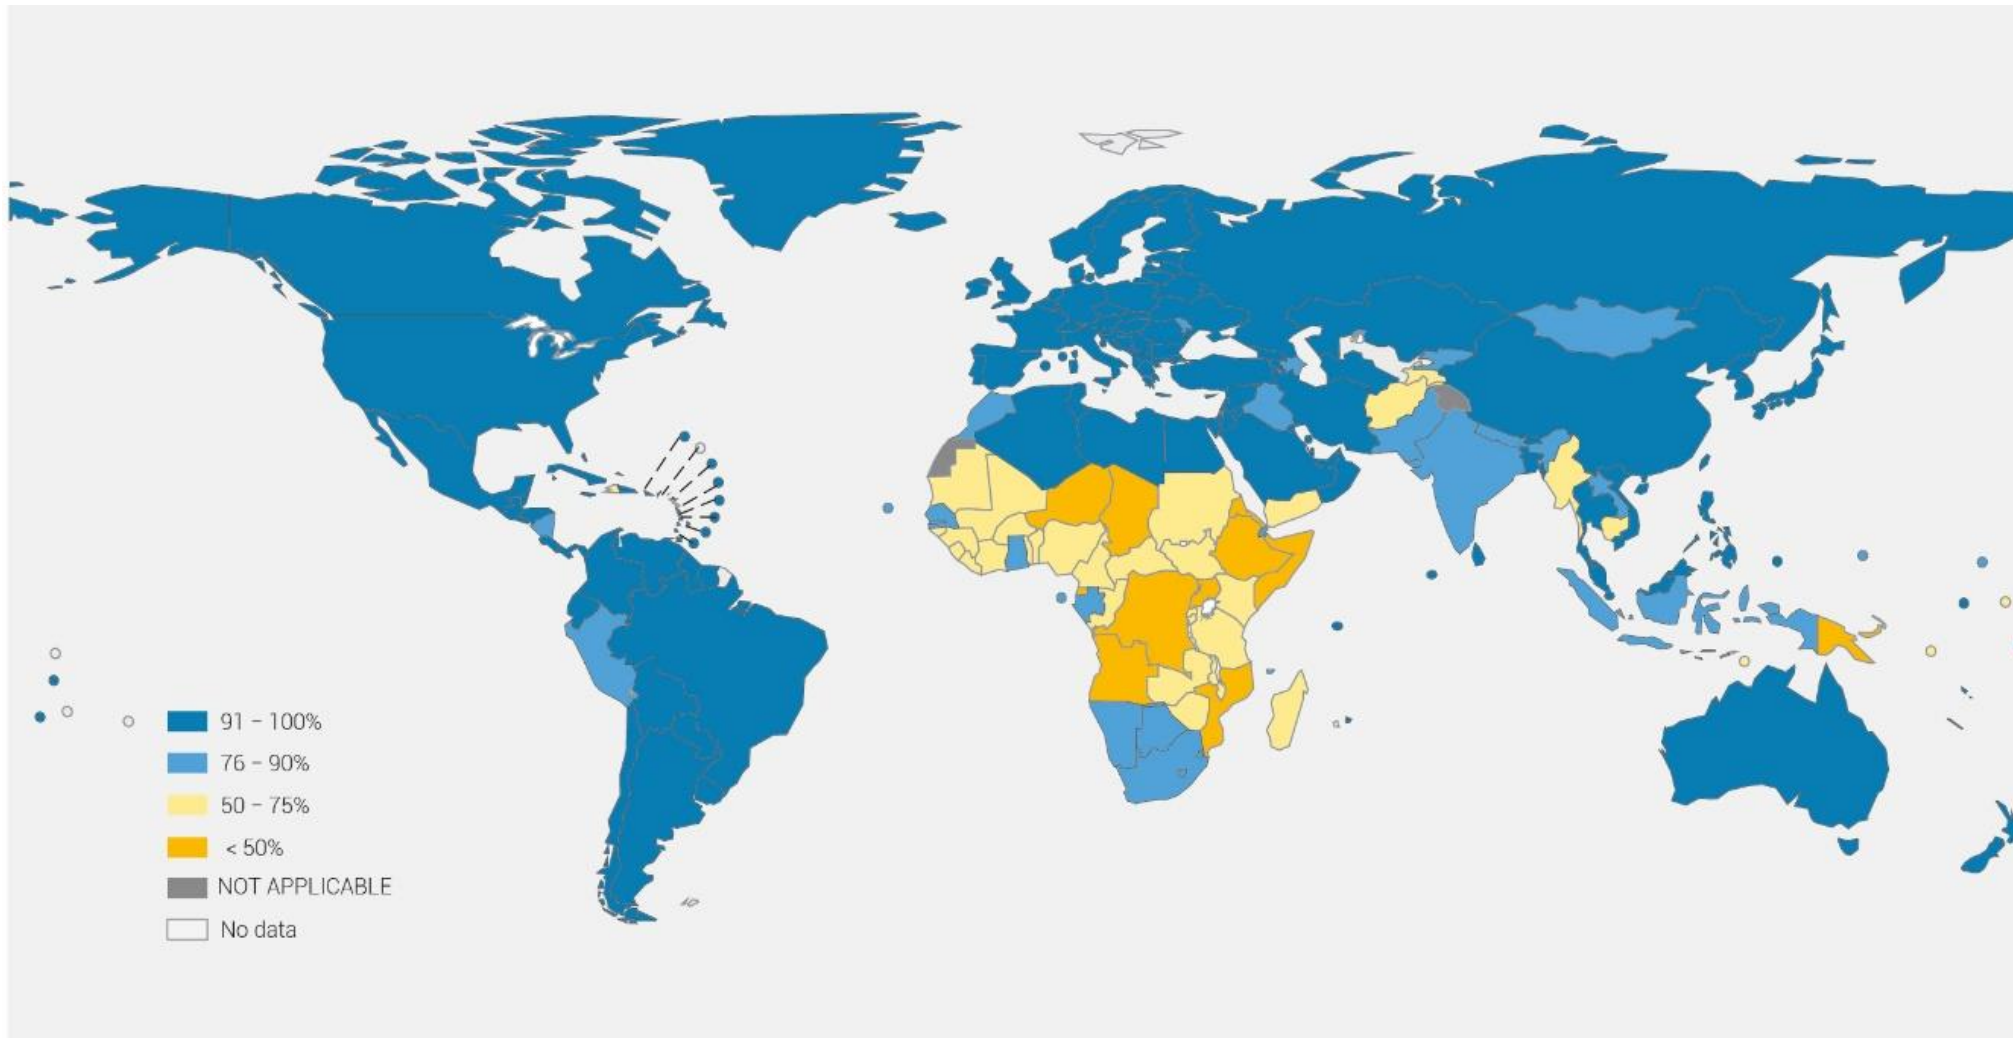 91 – 100%
76 – 90%
50 – 75%
< 50%
NOT APPLICABLE
No data